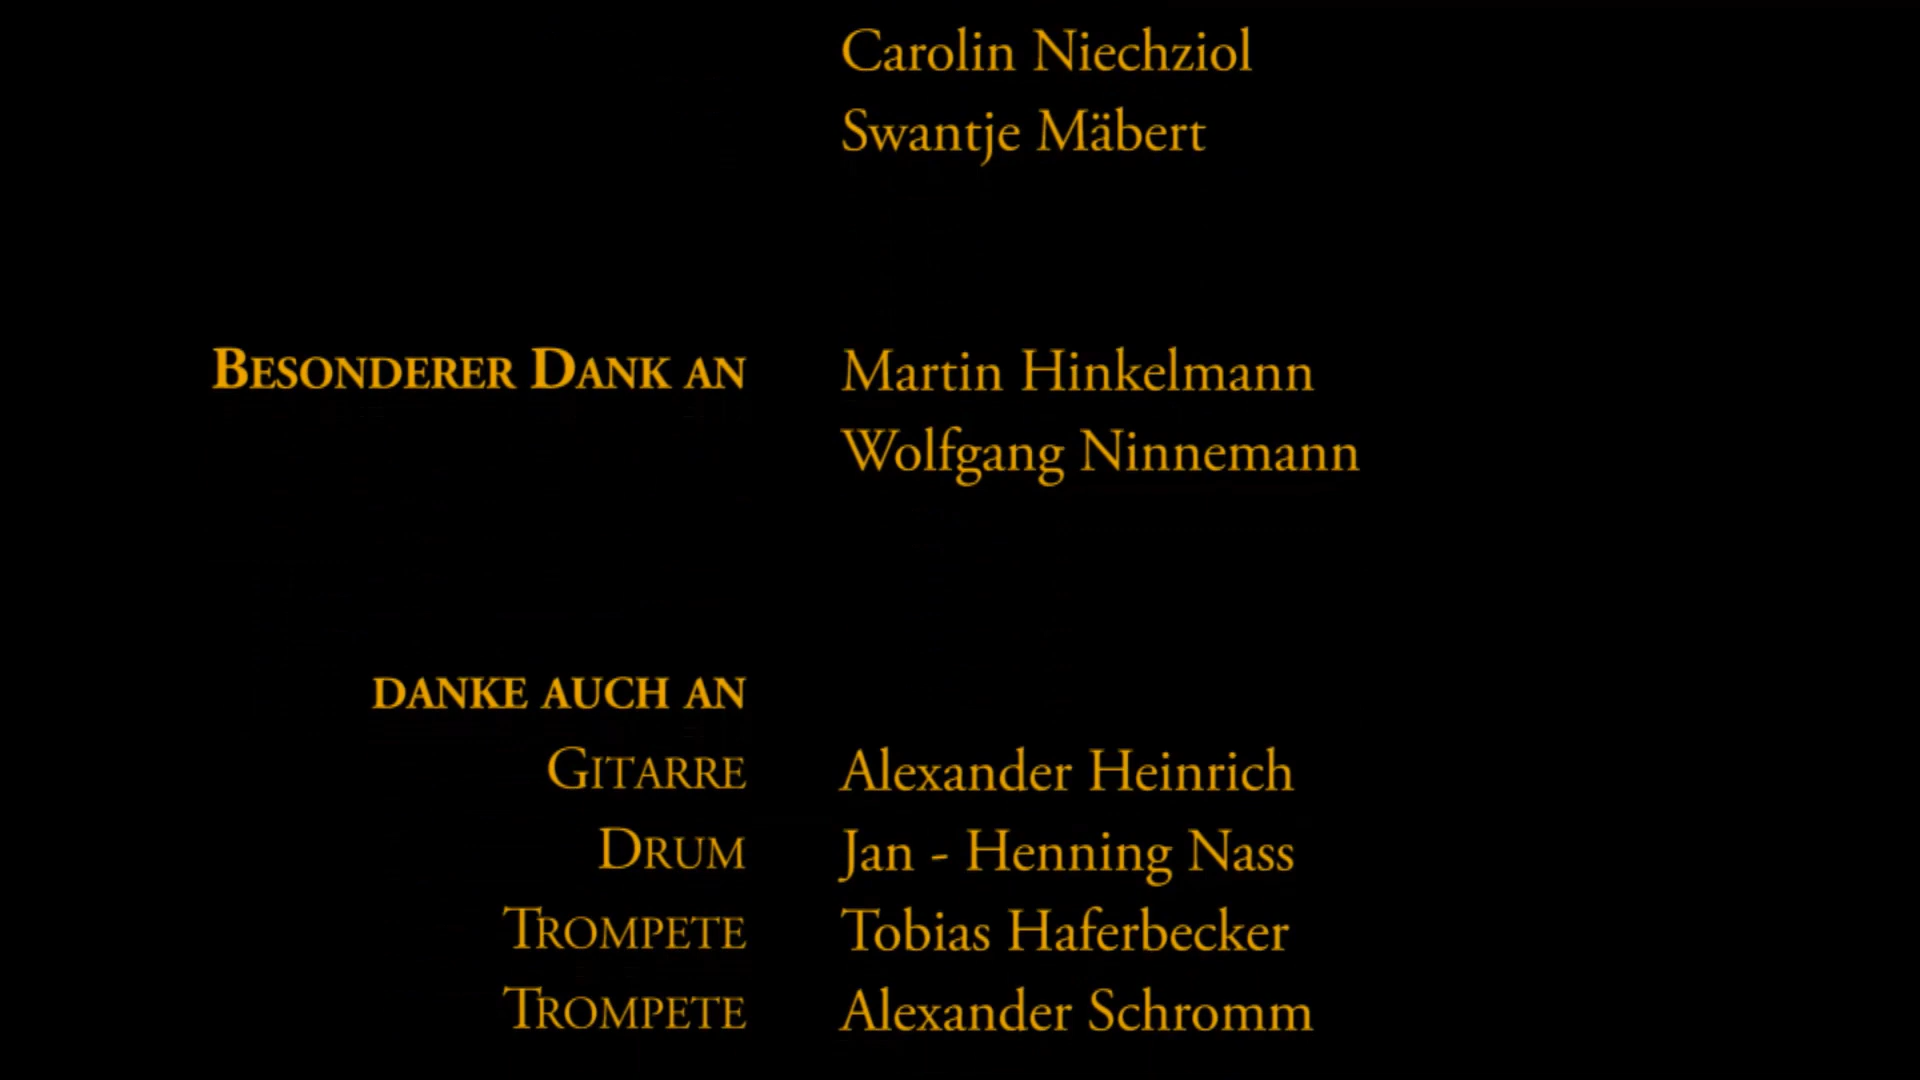 Carolin Niechziol
Swantje Mäbert
Besonderer Dank an Martin Hinkelmann
Wolfgang Ninnemann
danke auch an
Gitarre Alexander Heinrich
Drum Jan - Henning Nass
Trompete Tobias Haferbecker
Trompete Alexander Schromm